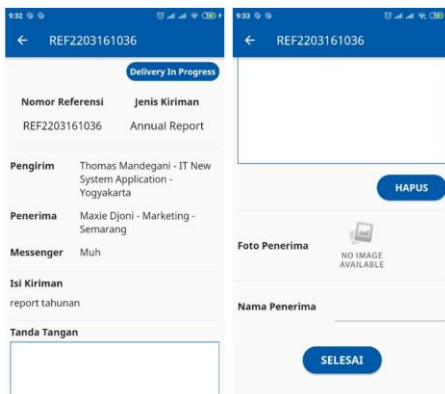 9:32
REF2203161036
Delivery In Progress
Nomor Referensi Jenis Kiriman
REF2203161036 Annual Report
Pengirim Thomas Mandegani - IT New
System Application -
Yogyakarta
Penerima Maxie Djoni - Marketing -
Semarang
Messenger Muh
Isi Kiriman
report tahunan
Tanda Tangan
9:33
REF2203161036
HAPUS
Foto Penerima
NO IMAGE
AVAILABLE
Nama Penerima
SELESAI